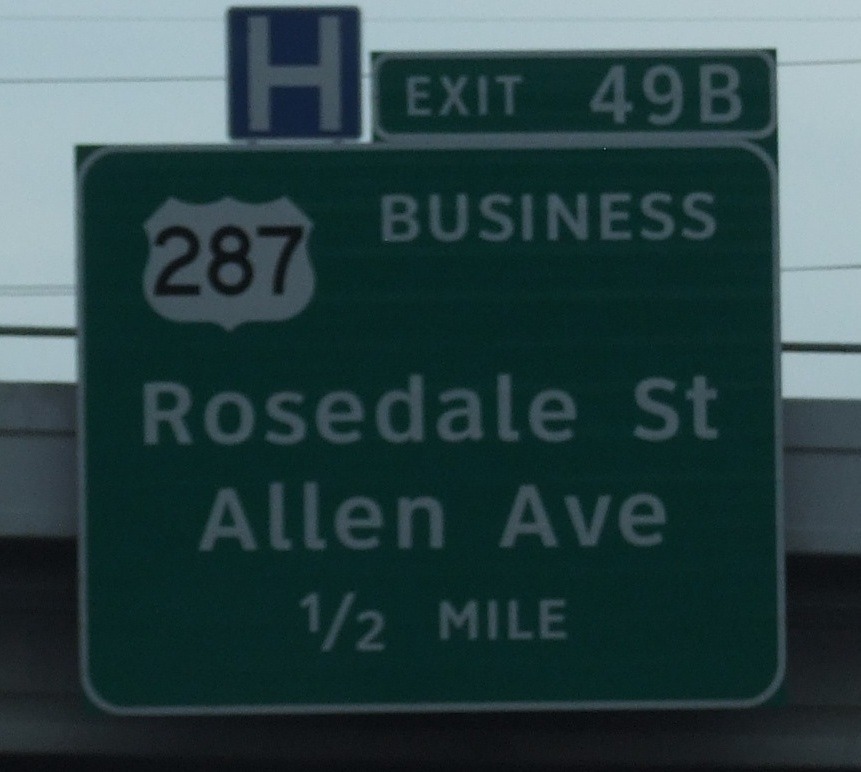 H
EXIT 49B
287 BUSINESS
Rosedale St
Allen Ave
1/2 MILE